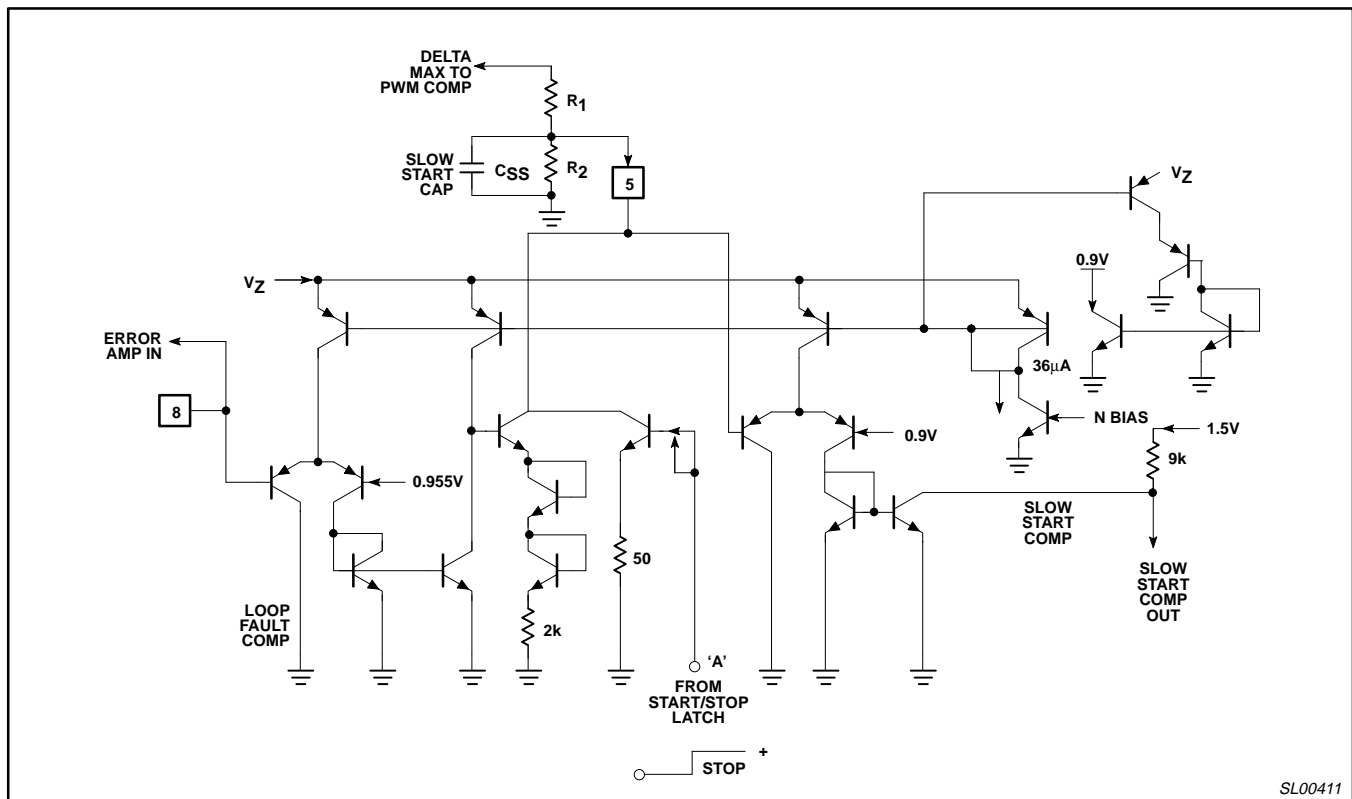 DELTA
MAX TO
PWM COMP
R1
SLOW
START
CAP
CSS
R2
5
VZ
VZ
0.9V
ERROR
AMP IN
36µA
8
N BIAS
1.5V
0.955V
0.9V
9k
SLOW
START
COMP
50
SLOW
START
COMP
OUT
LOOP
FAULT
COMP
2k
'A'
FROM
START/STOP
LATCH
+
STOP
SL00411